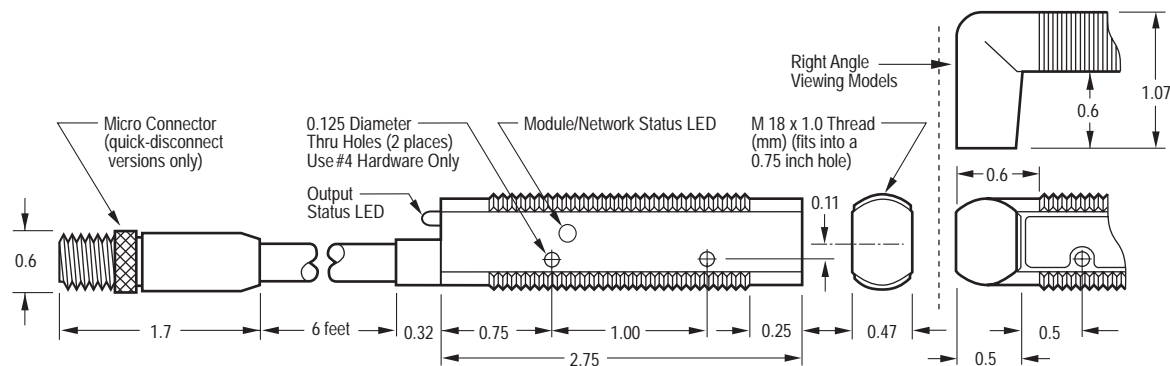 Right Angle
Viewing Models
1.07
0.6
Micro Connector
(quick-disconnect
versions only)
0.125 Diameter
Thru Holes (2 places)
Use #4 Hardware Only
Module/Network Status LED
M 18 x 1.0 Thread
(mm) (fits into a
0.75 inch hole)
Output
Status LED
0.11
0.6
0.6
1.7
6 feet
0.32
0.75
1.00
0.25
0.47
0.5
2.75
0.5